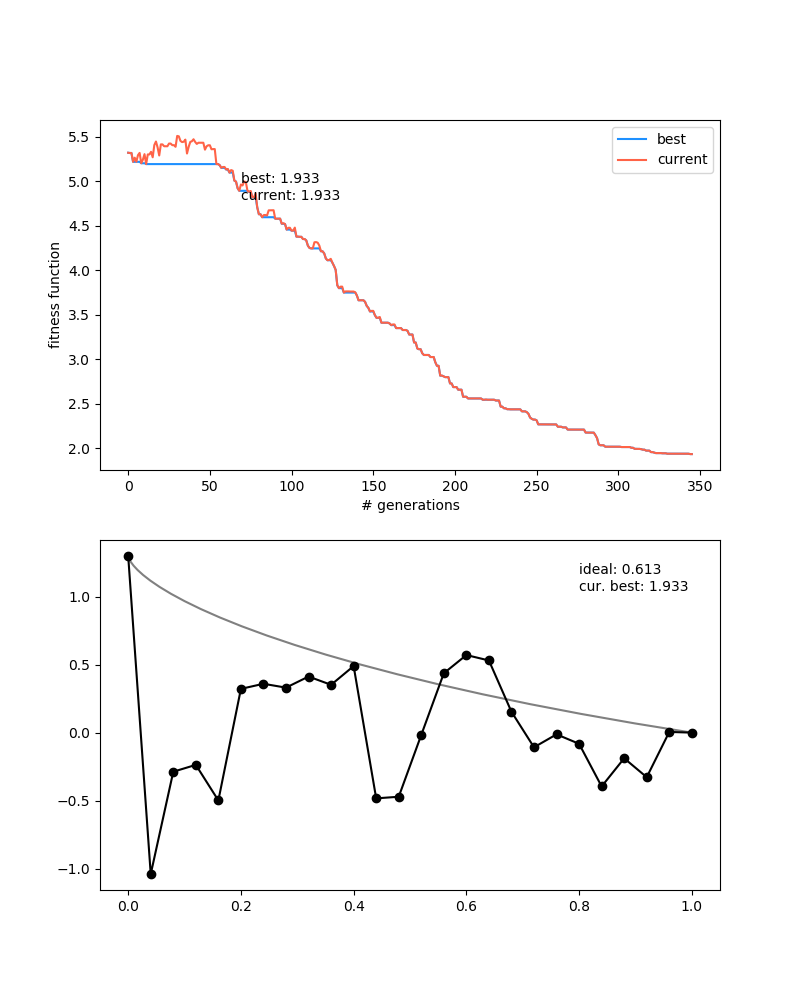 5.5
5.0
4.5
4.0
3.5
3.0
2.5
2.0
fitness function
best
current
best: 1.933
current: 1.933
0 50 100 150 200 250 300 350
# generations
1.0
0.5
0.0
−0.5
−1.0
ideal: 0.613
cur. best: 1.933
0.0 0.2 0.4 0.6 0.8 1.0